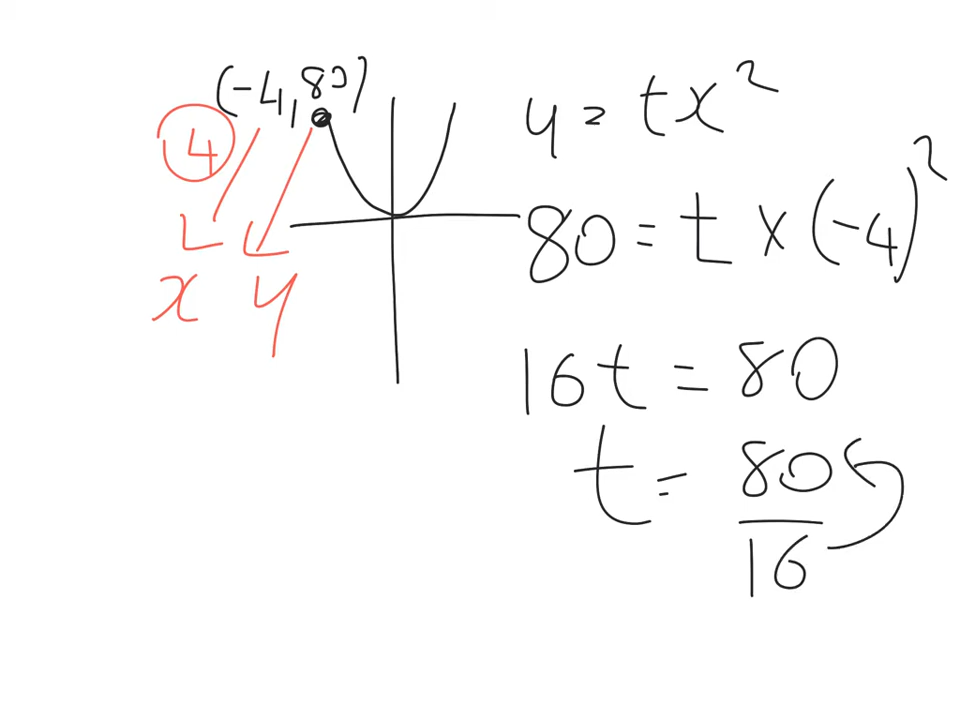 (-4, 80)
4
x y
y = tx²
80 = t × (-4)²
16t = 80
t = 80/16